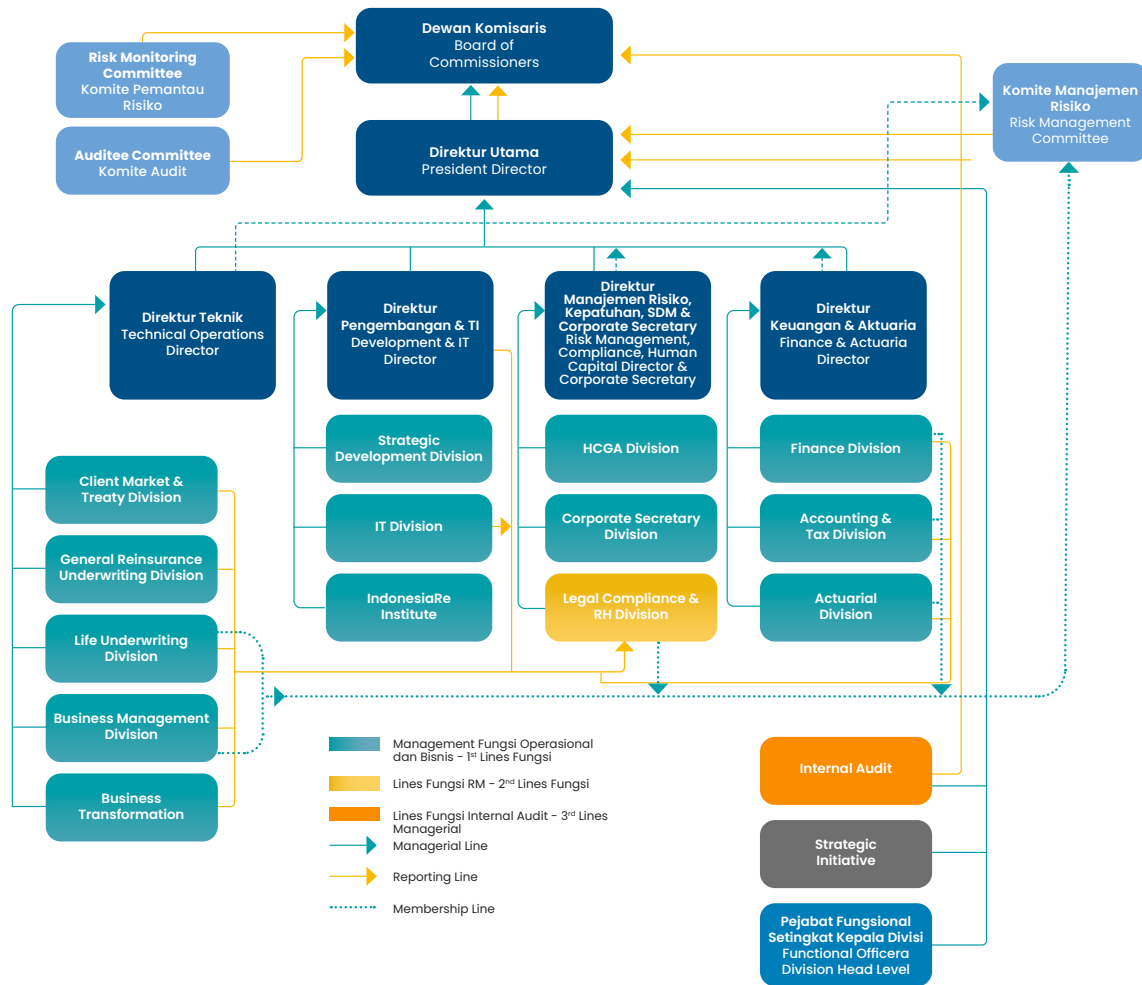 Dewan Komisaris
Board of
Commissioners
Risk Monitoring
Committee
Komite Pemantau
Risiko
Komite Manajemen
Risiko
Risk Management
Committee
Auditee Committee
Komite Audit
Direktur Utama
President Director
Direktur Teknik
Technical Operations
Director
Direktur
Pengembangan & TI
Development & IT
Director
Direktur
Manajemen Risiko,
Kepatuhan, SDM &
Corporate Secretary
Risk Management,
Compliance, Human
Capital Director &
Corporate Secretary
Direktur
Keuangan & Aktuaria
Finance & Actuaria
Director
Client Market &
Treaty Division
General Reinsurance
Underwriting Division
Life Underwriting
Division
Business Management
Division
Business
Transformation
Strategic
Development Division
IT Division
IndonesiaRe
Institute
HCGA Division
Corporate Secretary
Division
Legal Compliance &
RH Division
Finance Division
Accounting &
Tax Division
Actuarial
Division
Management Fungsi Operasional
dan Bisnis - 1st Lines Fungsi
Lines Fungsi RM - 2nd Lines Fungsi
Lines Fungsi Internal Audit - 3rd Lines
Managerial
Managerial Line
Reporting Line
Membership Line
Internal Audit
Strategic
Initiative
Pejabat Fungsional
Setingkat Kepala Divisi
Functional Officera
Division Head Level